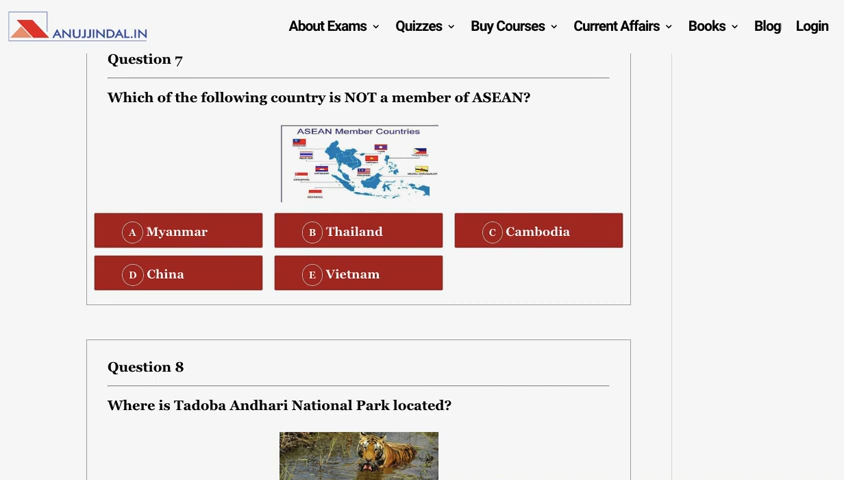 ANUJJINDAL.IN
About Exams Quizzes Buy Courses Current Affairs Books Blog Login
Question 7
Which of the following country is NOT a member of ASEAN?
ASEAN Member Countries
A Myanmar
B Thailand
C Cambodia
D China
E Vietnam
Question 8
Where is Tadoba Andhari National Park located?